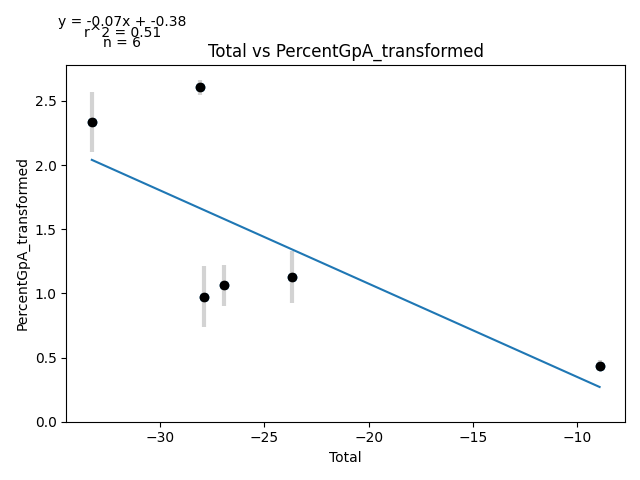 y = -0.07x + -0.38
r^2 = 0.51
n = 6
Total vs PercentGpA_transformed
PercentGpA_transformed
2.5
2.0
1.5
1.0
0.5
0.0
−30
−25
−20
−15
−10
Total